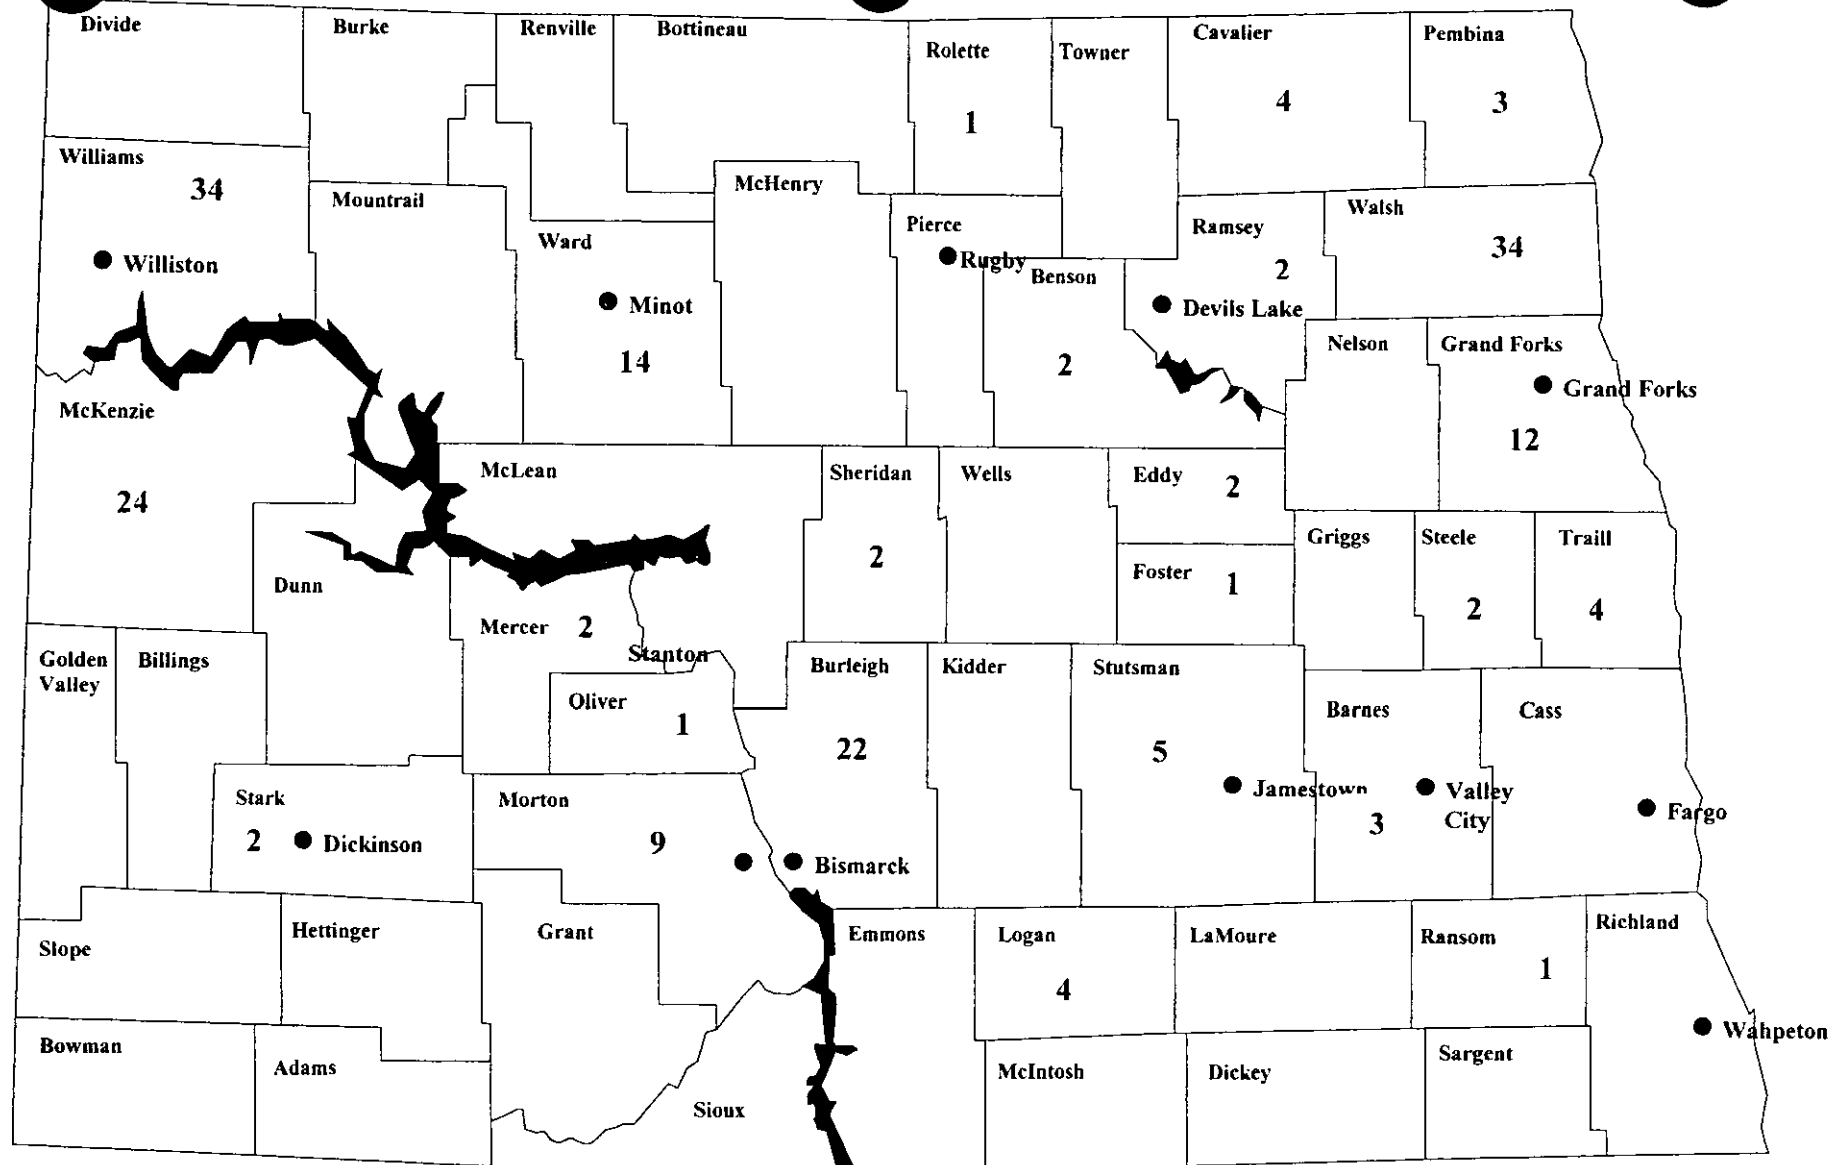 Divide
Burke
Renville
Bottineau
Rolette
1
Towner
Cavalier
4
Pembina
3
Williams
34
Williston
Mountrail
Ward
Minot
14
McHenry
Pierce
Rugby
Benson
2
Ramsey
2
Devils Lake
Walsh
34
Nelson
Grand Forks
Grand Forks
12
McKenzie
24
McLean
Sheridan
2
Wells
Eddy 2
Foster 1
Griggs
Steele
2
Traill
4
Dunn
Mercer 2
Stanton
Golden
Valley
Billings
Oliver
1
Burleigh
22
Kidder
Stutsman
5
Jamestown
Barnes
3
Valley
City
Cass
Fargo
Stark
2 Dickinson
Morton
9
Bismarck
Slope
Hettinger
Grant
Emmons
Logan
4
LaMoure
Ransom
1
Richland
Wahpeton
Bowman
Adams
Sioux
McIntosh
Dickey
Sargent